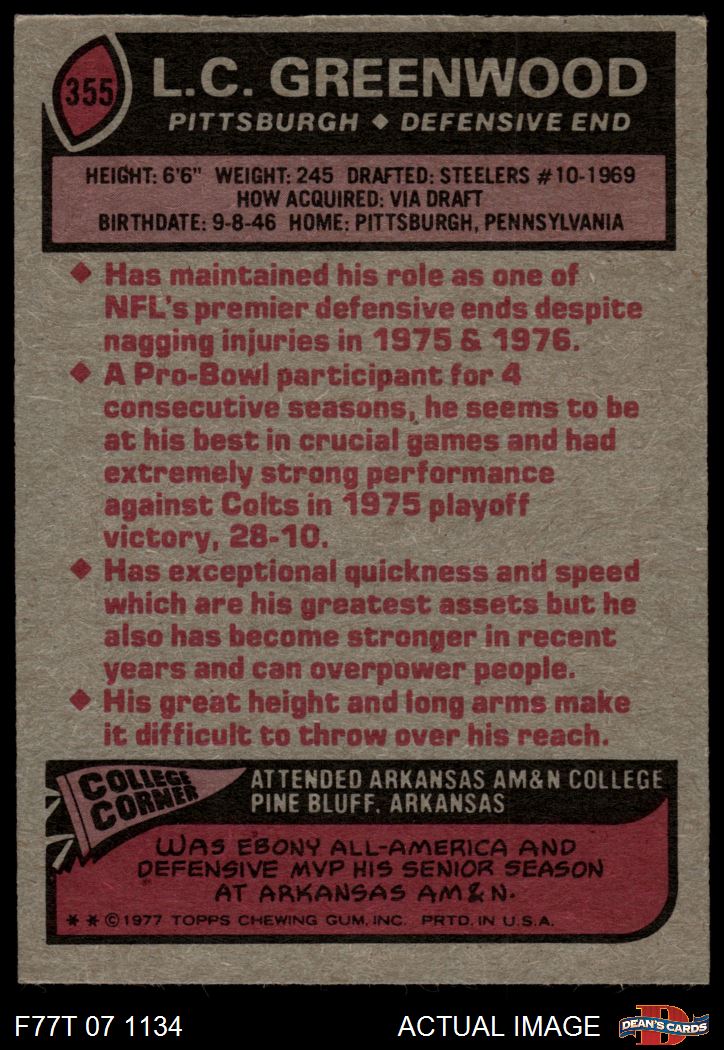 355
L.C. GREENWOOD
PITTSBURGH ◆ DEFENSIVE END
HEIGHT: 6'6" WEIGHT: 245 DRAFTED: STEELERS #10-1969
HOW ACQUIRED: VIA DRAFT
BIRTHDATE: 9-8-46 HOME: PITTSBURGH, PENNSYLVANIA
◆ Has maintained his role as one of
NFL's premier defensive ends despite
nagging injuries in 1975 & 1976.
◆ A Pro-Bowl participant for 4
consecutive seasons, he seems to be
at his best in crucial games and had
extremely strong performance
against Colts in 1975 playoff
victory, 28-10.
◆ Has exceptional quickness and speed
which are his greatest assets but he
also has become stronger in recent
years and can overpower people.
◆ His great height and long arms make
it difficult to throw over his reach.
COLLEGE
CORNER
ATTENDED ARKANSAS AM&N COLLEGE
PINE BLUFF, ARKANSAS
WAS EBONY ALL-AMERICA AND
DEFENSIVE MVP HIS SENIOR SEASON
AT ARKANSAS AM&N.
** © 1977 TOPPS CHEWING GUM, INC. PRTD. IN U.S.A.
F77T 07 1134
ACTUAL IMAGE
D
DEAN'S CARDS